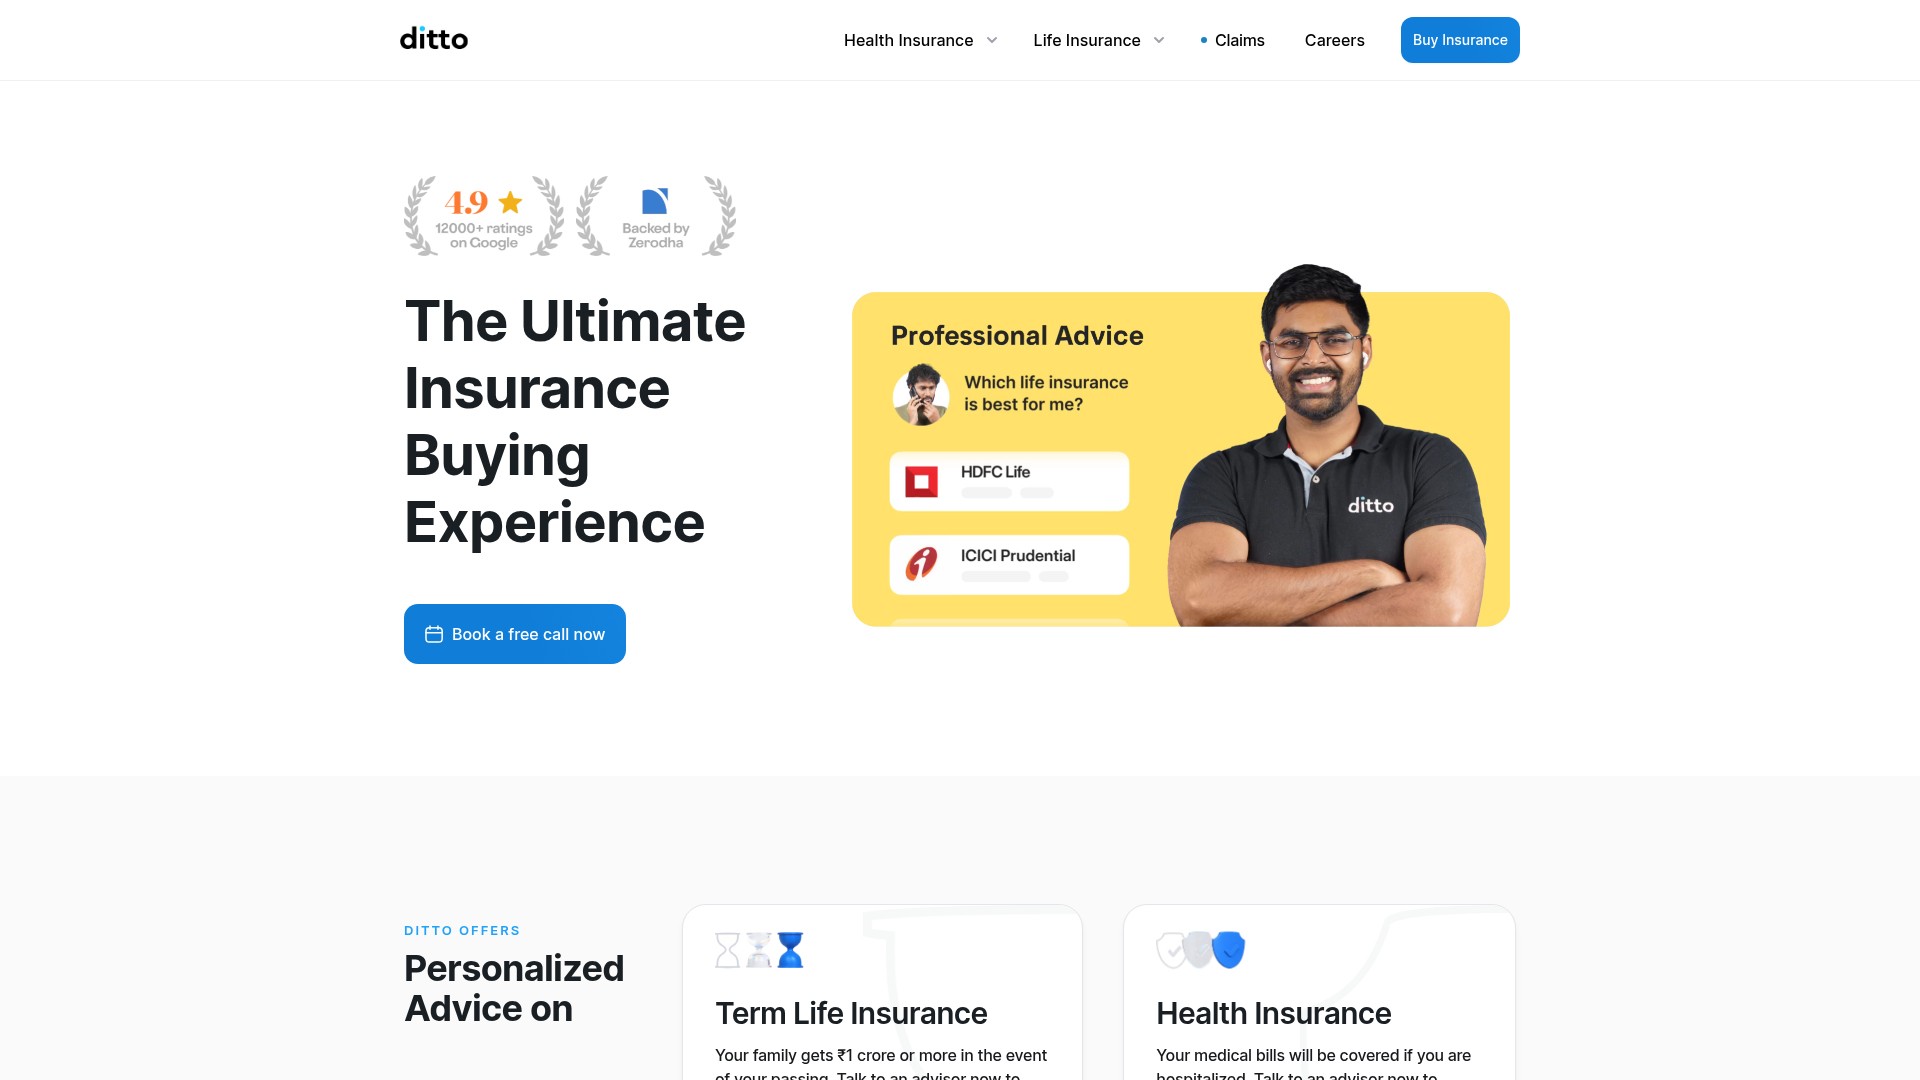 ditto
Health Insurance
Life Insurance
Claims
Careers
Buy Insurance
4.9
12000+ ratings
on Google
Backed by
Zerodha
The Ultimate
Insurance
Buying
Experience
Book a free call now
Professional Advice
Which life insurance
is best for me?
HDFC Life
ICICI Prudential
ditto
DITTO OFFERS
Personalized
Advice on
Term Life Insurance
Your family gets ₹1 crore or more in the event
of your passing. Talk to an advisor now to
Health Insurance
Your medical bills will be covered if you are
hospitalized. Talk to an advisor now to